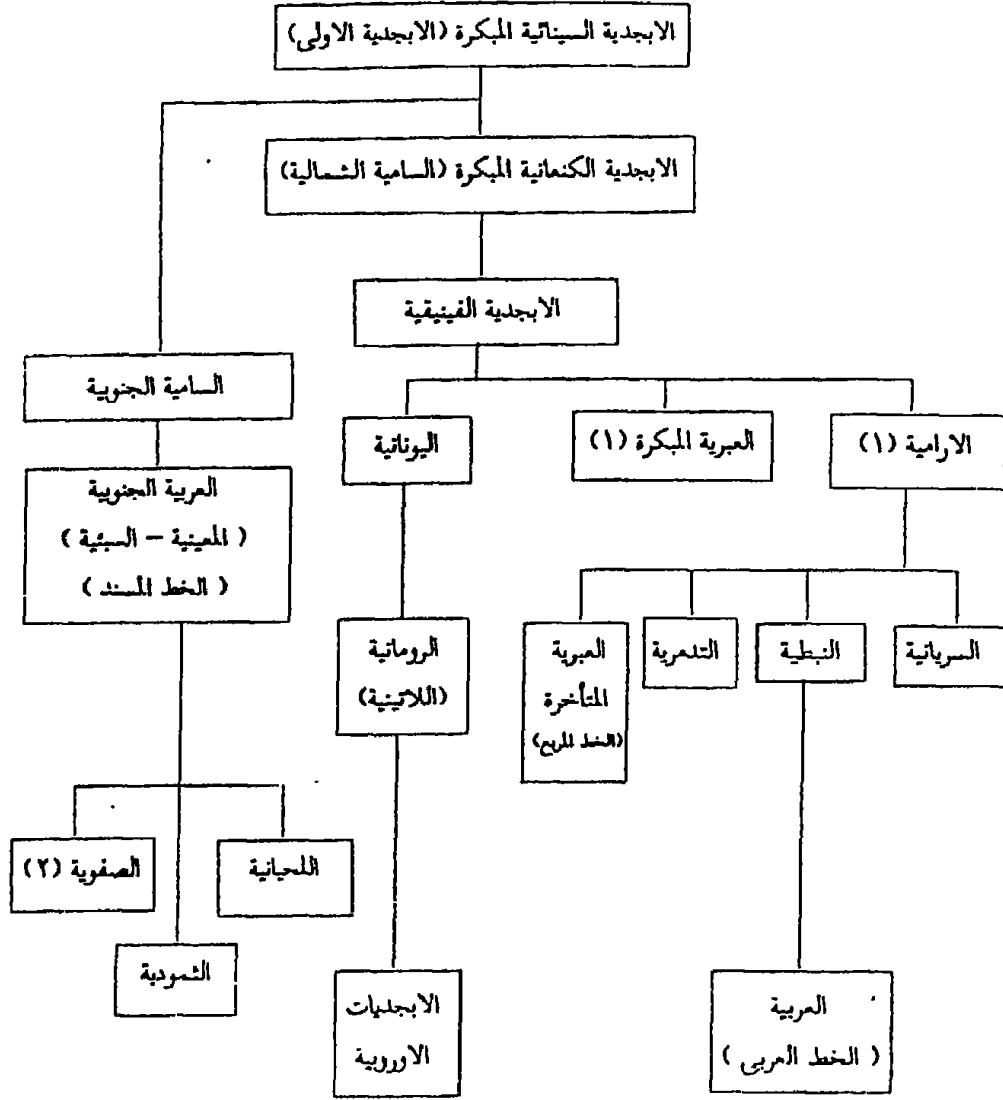 الابجدية السينائية المبكرة (الابجدية الاولى)
الابجدية الكنعانية المبكرة (السامية الشمالية)
الابجدية الفينيقية
السامية الجنوبية
الارامية (١)
العبرية المبكرة (١)
اليونانية
العربية الجنوبية
( المعينية – السبئية )
( الخط المسند )
السريانية
النبطية
التدمرية
العبرية
المتأخرة
(الخط المربع)
الرومانية
(اللاتينية)
اللحيانية
الصفوية (٢)
الثمودية
العربية
( الخط العربى )
الابجديات
الاوروبية